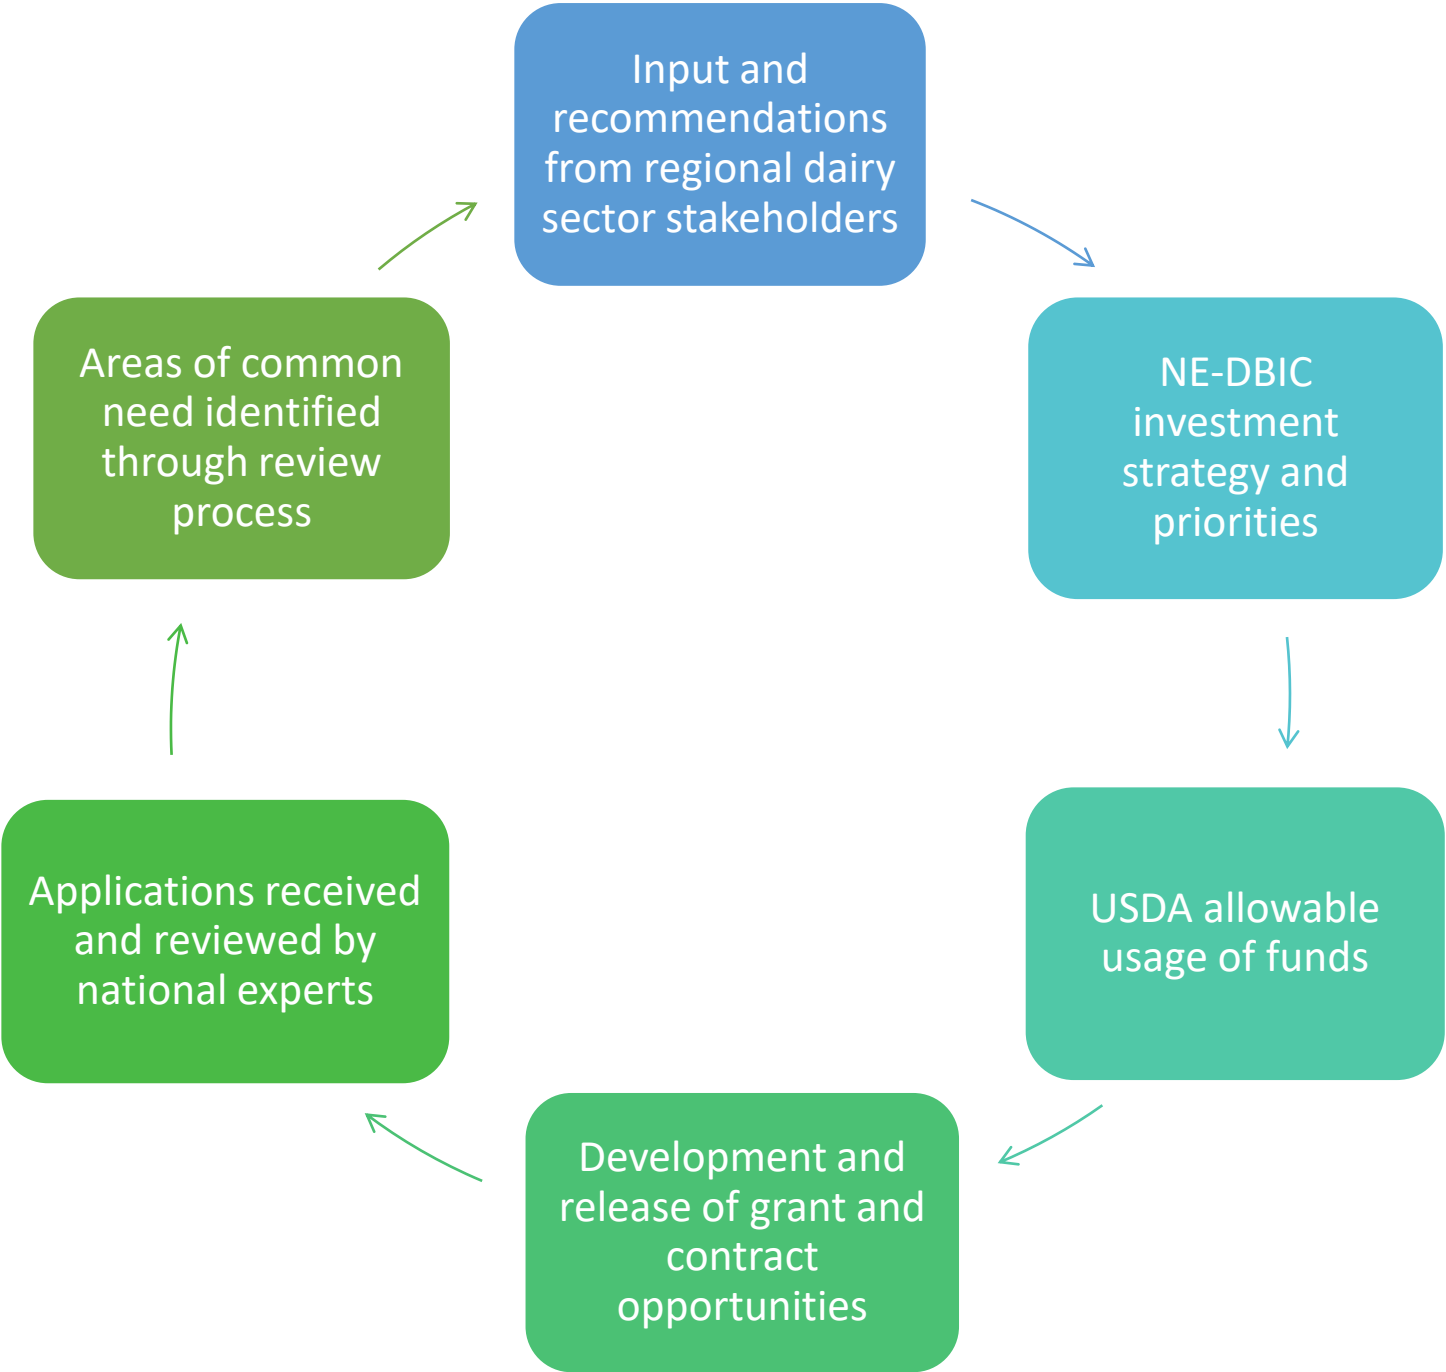 Input and
recommendations
from regional dairy
sector stakeholders
NE-DBIC
investment
strategy and
priorities
USDA allowable
usage of funds
Development and
release of grant and
contract
opportunities
Applications received
and reviewed by
national experts
Areas of common
need identified
through review
process